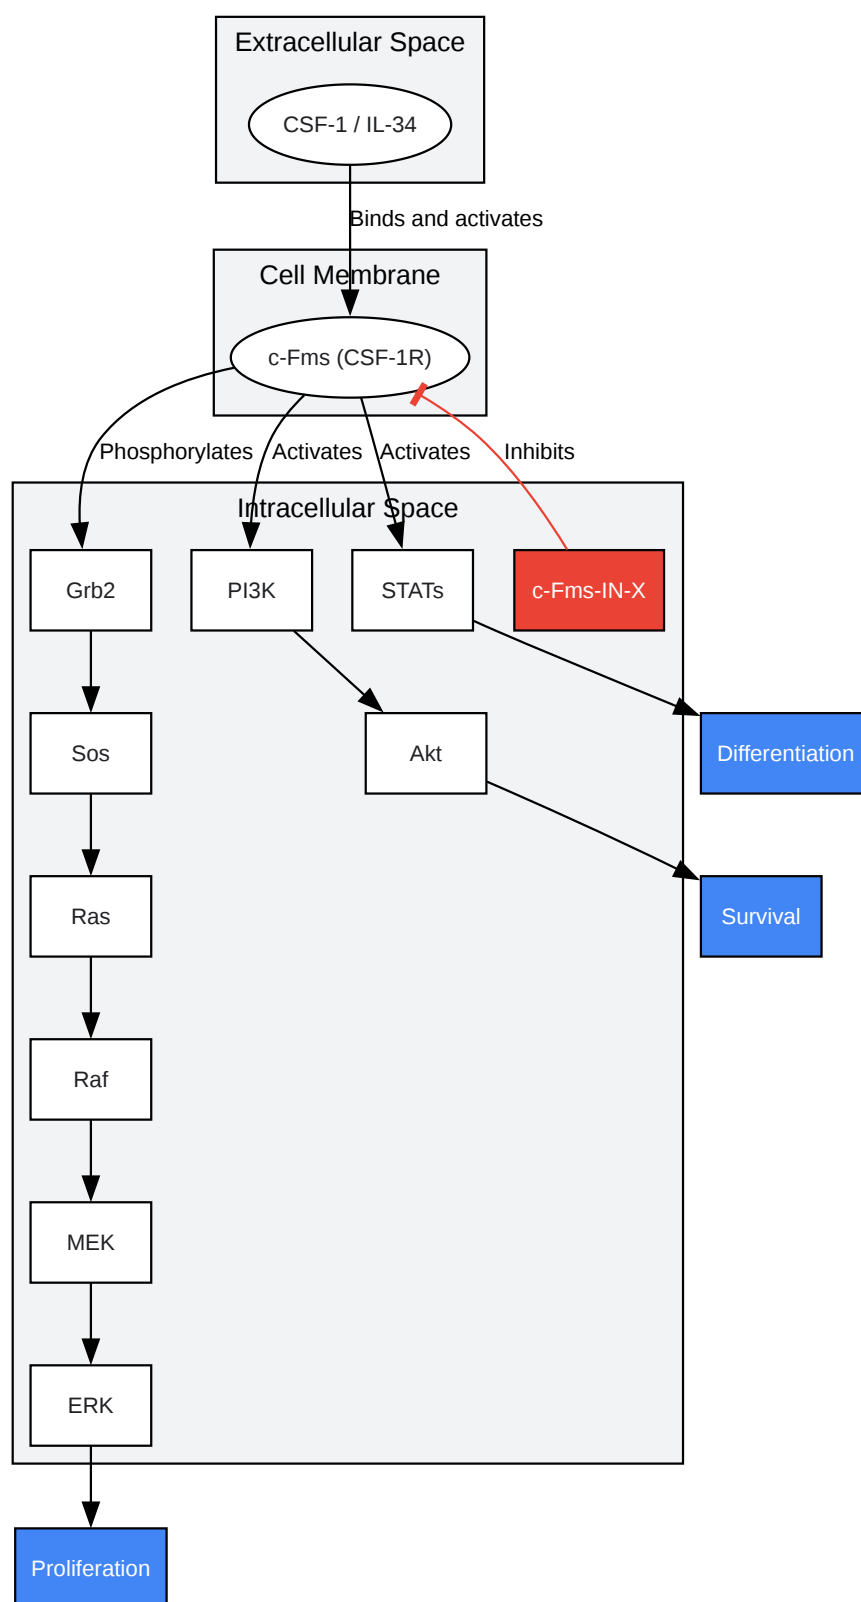 Extracellular Space
CSF-1 / IL-34
Binds and activates
Cell Membrane
c-Fms (CSF-1R)
Phosphorylates
Activates
Activates
Inhibits
Intracellular Space
Grb2
PI3K
STATs
c-Fms-IN-X
Sos
Akt
Differentiation
Ras
Survival
Raf
MEK
ERK
Proliferation